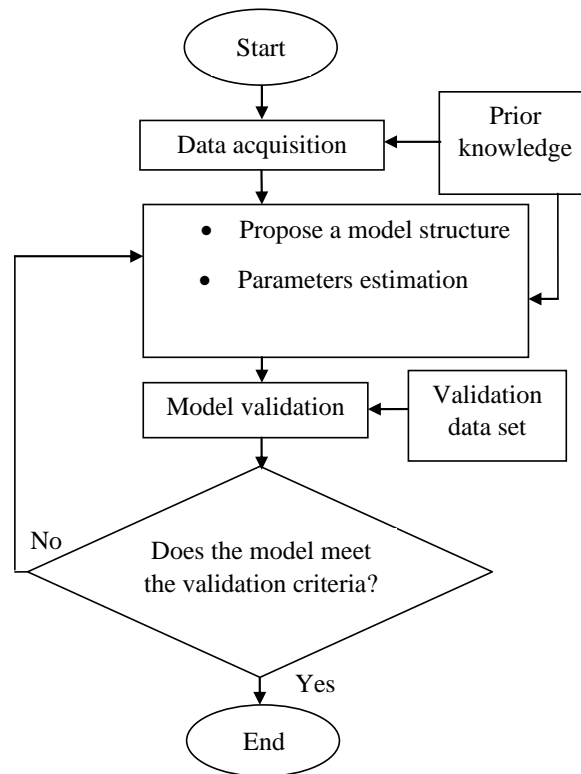 Start
Data acquisition
Prior
knowledge
• Propose a model structure
• Parameters estimation
Model validation
Validation
data set
No
Does the model meet
the validation criteria?
Yes
End